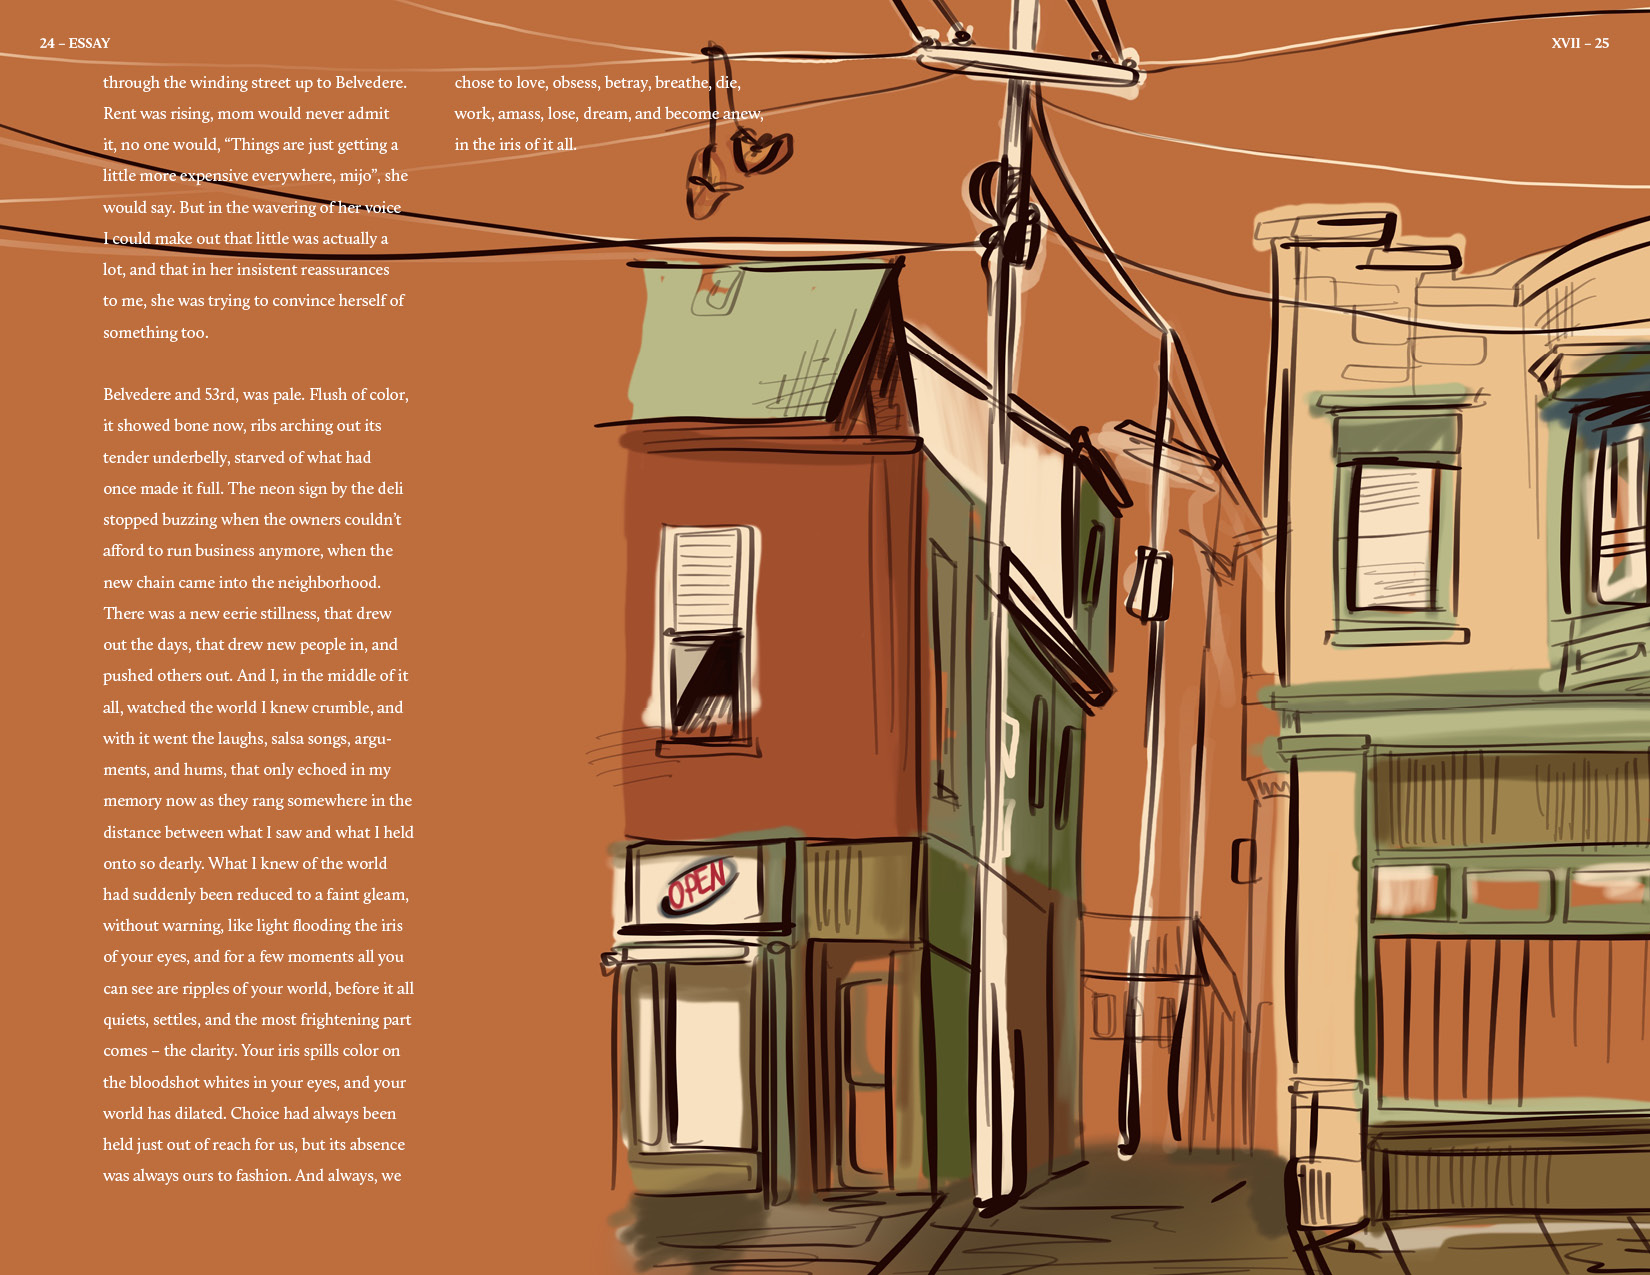 24 – ESSAY
XVII – 25
through the winding street up to Belvedere.
Rent was rising, mom would never admit
it, no one would, “Things are just getting a
little more expensive everywhere, mijo”, she
would say. But in the wavering of her voice
I could make out that little was actually a
lot, and that in her insistent reassurances
to me, she was trying to convince herself of
something too.
Belvedere and 53rd, was pale. Flush of color,
it showed bone now, ribs arching out its
tender underbelly, starved of what had
once made it full. The neon sign by the deli
stopped buzzing when the owners couldn’t
afford to run business anymore, when the
new chain came into the neighborhood.
There was a new eerie stillness, that drew
out the days, that drew new people in, and
pushed others out. And I, in the middle of it
all, watched the world I knew crumble, and
with it went the laughs, salsa songs, argu-
ments, and hums, that only echoed in my
memory now as they rang somewhere in the
distance between what I saw and what I held
onto so dearly. What I knew of the world
had suddenly been reduced to a faint gleam,
without warning, like light flooding the iris
of your eyes, and for a few moments all you
can see are ripples of your world, before it all
quiets, settles, and the most frightening part
comes – the clarity. Your iris spills color on
the bloodshot whites in your eyes, and your
world has dilated. Choice had always been
held just out of reach for us, but its absence
was always ours to fashion. And always, we
chose to love, obsess, betray, breathe, die,
work, amass, lose, dream, and become anew,
in the iris of it all.
OPEN